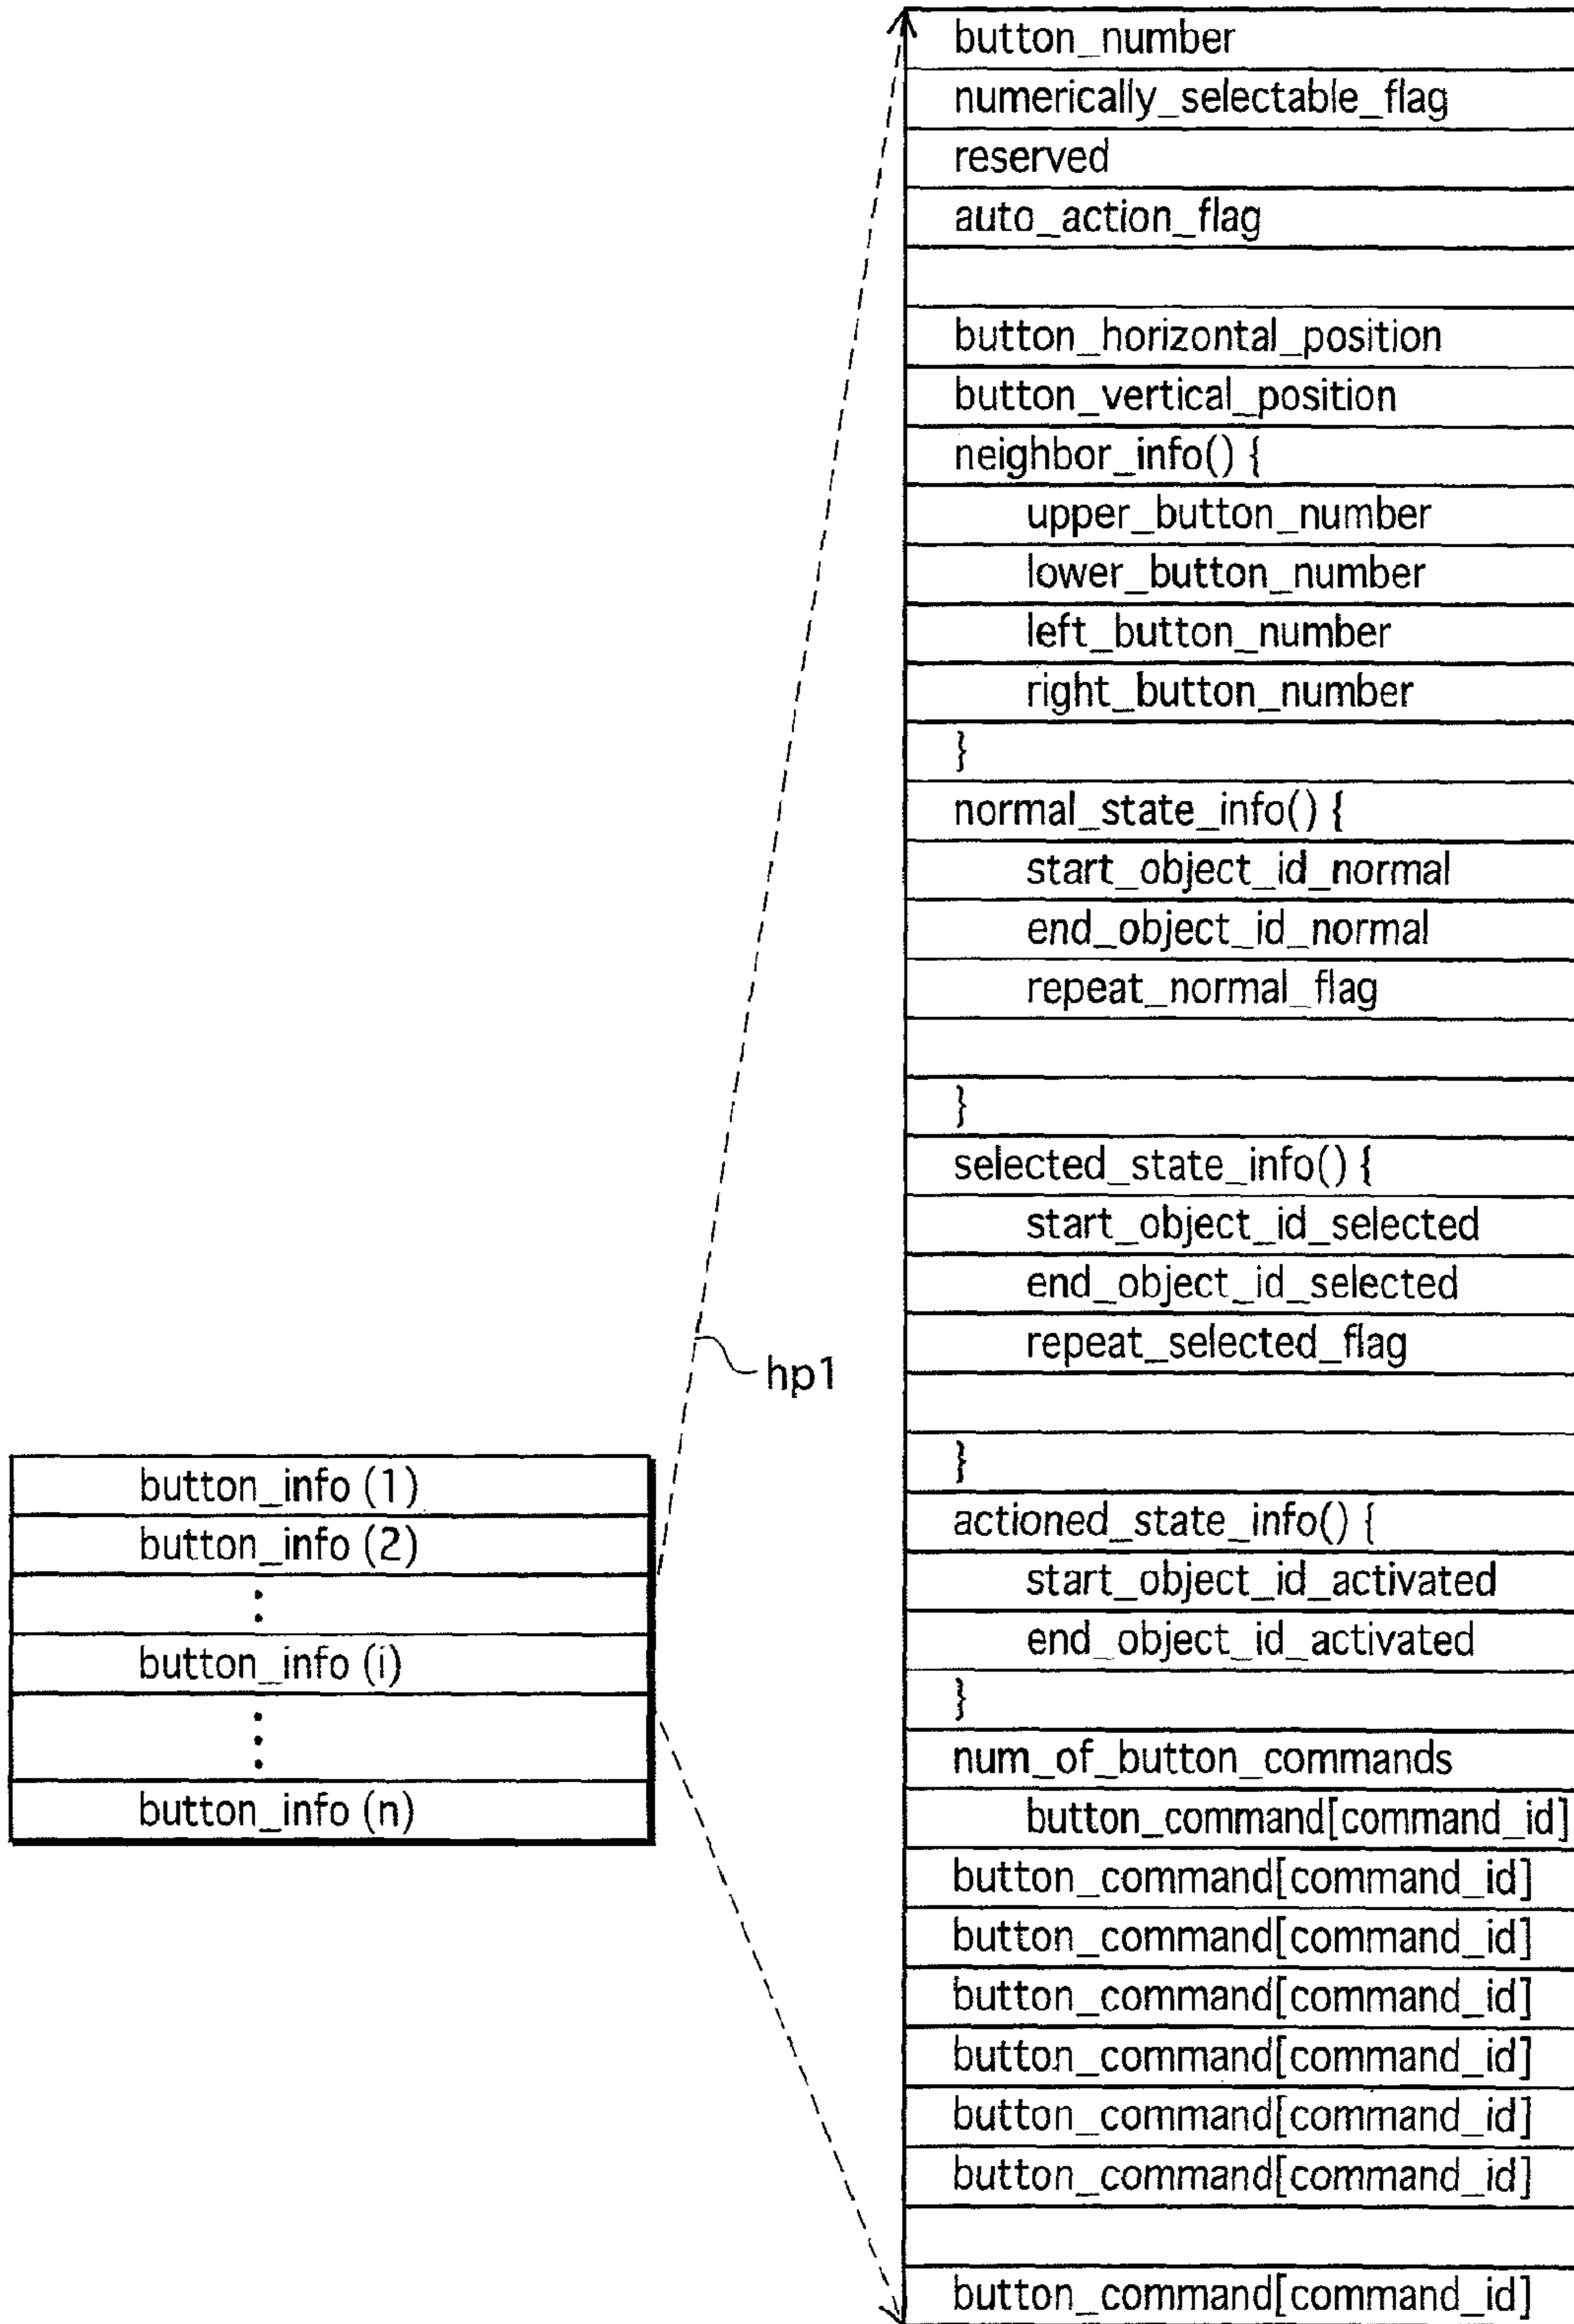 button_number
numerically_selectable_flag
reserved
auto_action_flag
button_horizontal_position
button_vertical_position
neighbor_info() {
upper_button_number
lower_button_number
left_button_number
right_button_number
}
normal_state_info() {
start_object_id_normal
end_object_id_normal
repeat_normal_flag
}
selected_state_info() {
start_object_id_selected
end_object_id_selected
repeat_selected_flag
}
actioned_state_info() {
start_object_id_activated
end_object_id_activated
}
num_of_button_commands
button_command[command_id]
button_command[command_id]
button_command[command_id]
button_command[command_id]
button_command[command_id]
button_command[command_id]
button_command[command_id]
button_command[command_id]
hp1
button_info (1)
button_info (2)
button_info (i)
button_info (n)